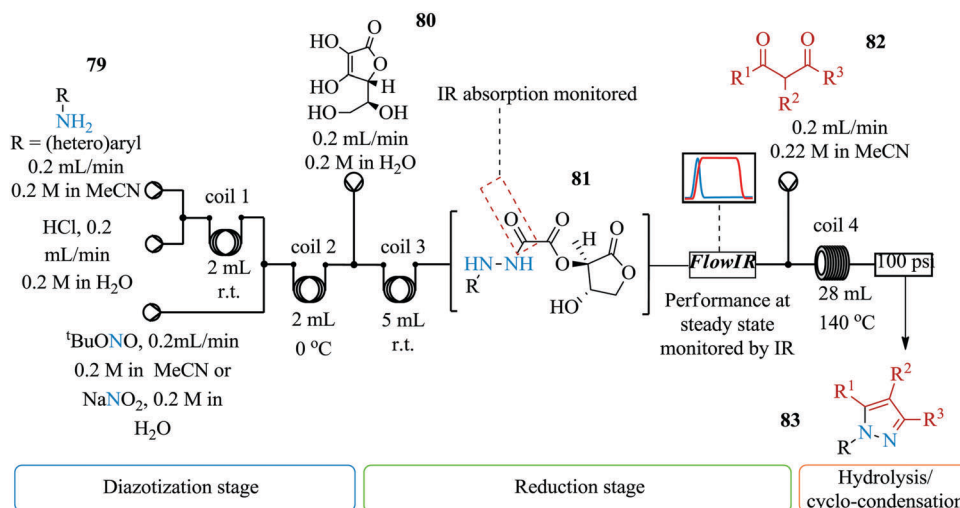 79
R
NH2
R = (hetero)aryl
0.2 mL/min
0.2 M in MeCN
HCl, 0.2
mL/min
0.2 M in H2O
coil 1
2 mL
r.t.
tBuONO, 0.2mL/min
0.2 M in MeCN or
NaNO2, 0.2 M in
H2O
coil 2
2 mL
0 oC
80
HO
O
O
HO
H
HO
OH
0.2 mL/min
0.2 M in H2O
coil 3
5 mL
r.t.
IR absorption monitored
81
O
O
HN
NH
R
O
H
O
O
HO
FlowIR
Performance at
steady state
monitored by IR
82
O
O
R1
R3
R2
0.2 mL/min
0.22 M in MeCN
coil 4
28 mL
140 oC
100 psi
83
R1
R2
R3
N
N
R
Diazotization stage
Reduction stage
Hydrolysis/
cyclo-condensation